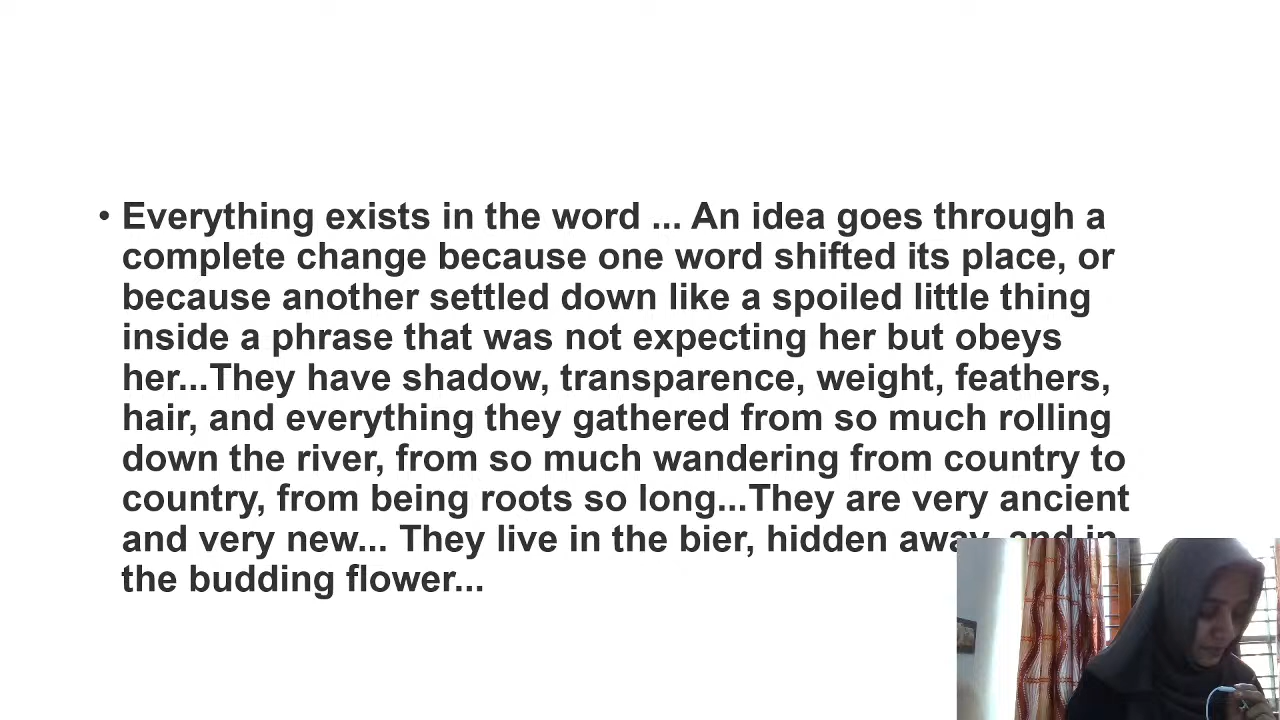 • Everything exists in the word ... An idea goes through a
complete change because one word shifted its place, or
because another settled down like a spoiled little thing
inside a phrase that was not expecting her but obeys
her...They have shadow, transparence, weight, feathers,
hair, and everything they gathered from so much rolling
down the river, from so much wandering from country to
country, from being roots so long...They are very ancient
and very new... They live in the bier, hidden away, and in
the budding flower...